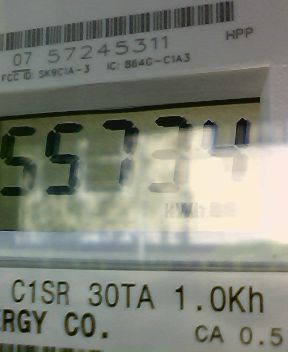 HPP
07 57245311
FCC ID: SK9C1A-3 IC: 864G-C1A3
55734
kWh
C1SR 30TA 1.0Kh
RGY CO.
CA 0.5